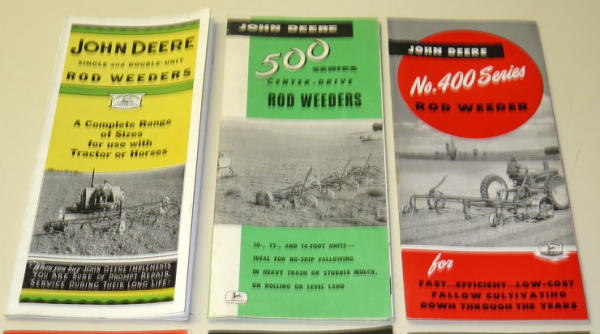 JOHN DEERE
SINGLE and DOUBLE-UNIT
ROD WEEDERS
A Complete Range
of Sizes
for use with
Tractor or Horses
"When you buy JOHN DEERE IMPLEMENTS
YOU ARE SURE OF PROMPT REPAIR
SERVICE DURING THEIR LONG LIFE"
JOHN DEERE
500 SERIES
CENTER-DRIVE
ROD WEEDERS
10-, 12-, AND 14-FOOT UNITS—
IDEAL FOR NO-SKIP FALLOWING
IN HEAVY TRASH OR STUBBLE MULCH,
ON ROLLING OR LEVEL LAND
JOHN DEERE
No. 400 Series
ROD WEEDER
for
FAST...EFFICIENT...LOW-COST
FALLOW CULTIVATING
DOWN THROUGH THE YEARS